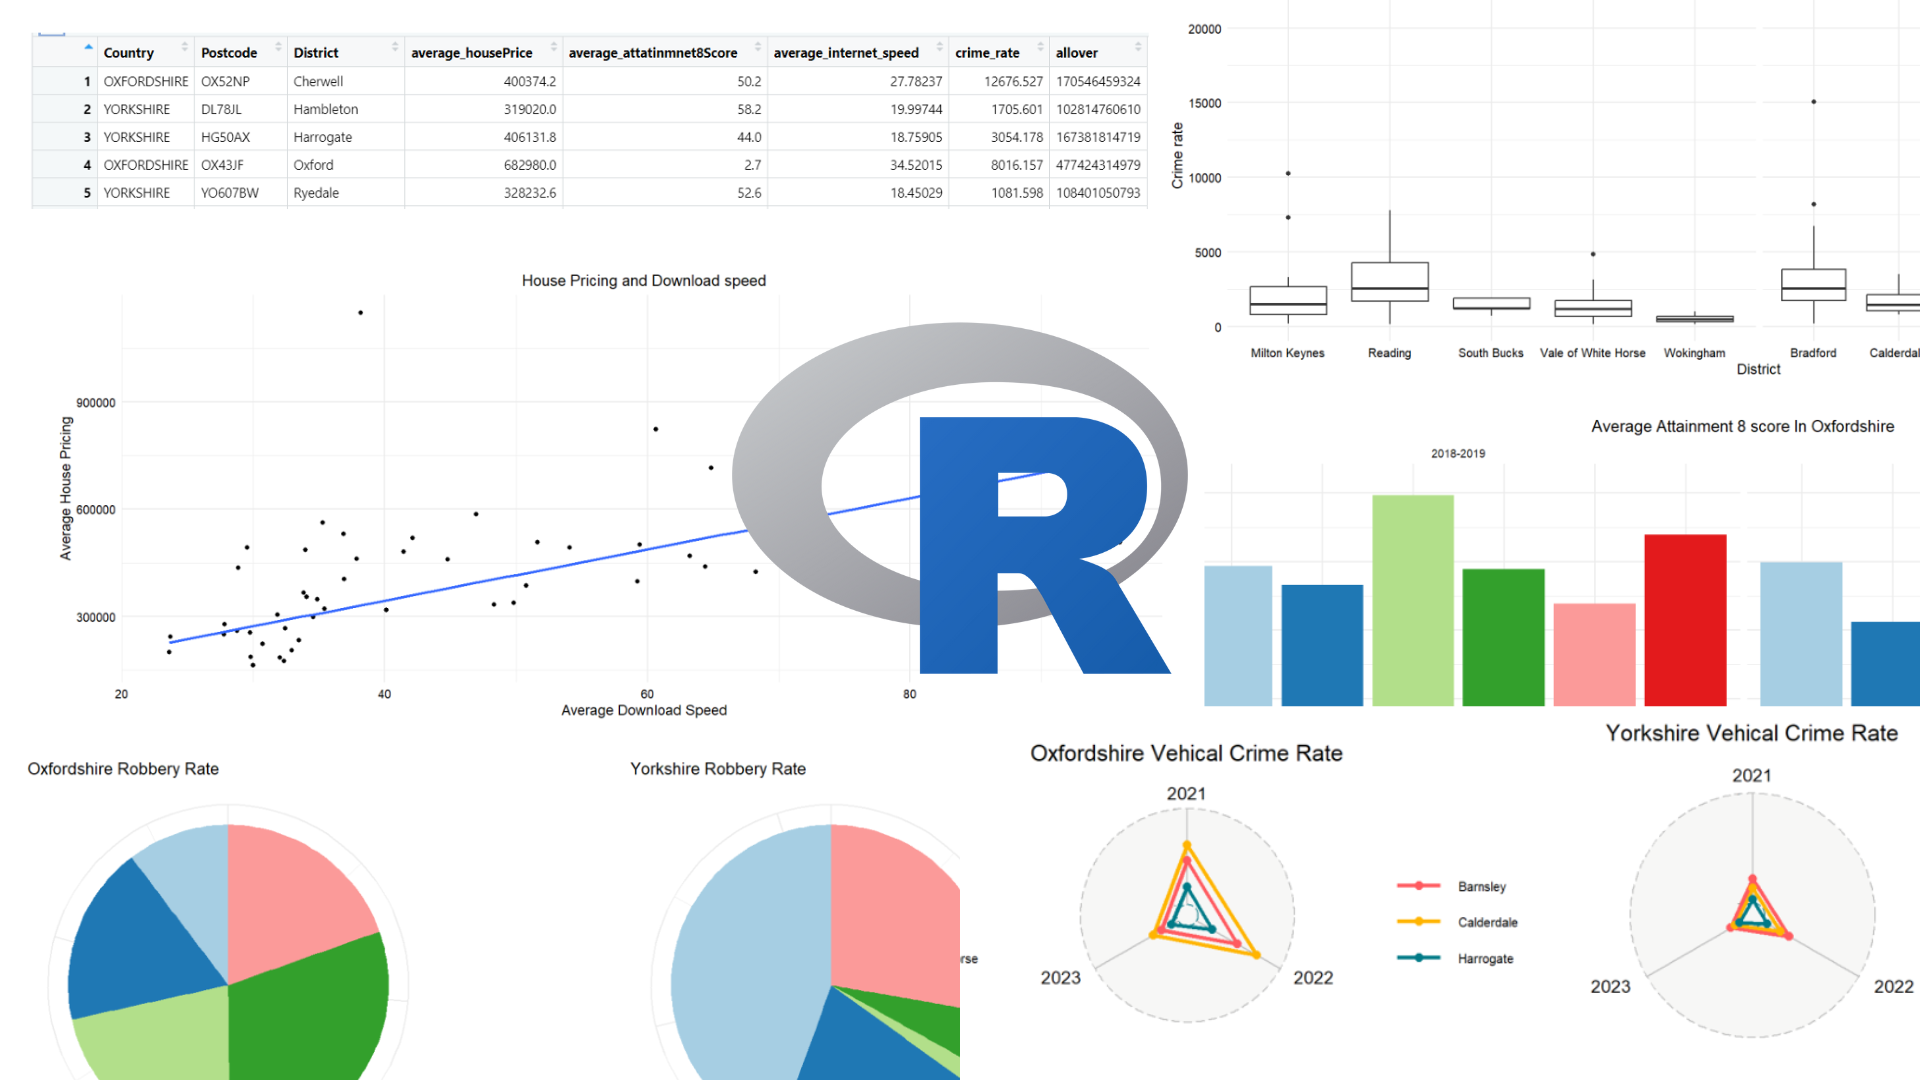 Country Postcode District average_housePrice average_attatinmnet8Score average_internet_speed crime_rate allover
1 OXFORDSHIRE OX52NP Cherwell 400374.2 50.2 27.78237 12676.527 170546459324
2 YORKSHIRE DL78JL Hambleton 319020.0 58.2 19.99744 1705.601 102814760610
3 YORKSHIRE HG50AX Harrogate 406131.8 44.0 18.75905 3054.178 167381814719
4 OXFORDSHIRE OX43JF Oxford 682980.0 2.7 34.52015 8016.157 477424314979
5 YORKSHIRE YO607BW Ryedale 328232.6 52.6 18.45029 1081.598 108401050793
20000
15000
10000
5000
0
Crime rate
Milton Keynes Reading South Bucks Vale of White Horse Wokingham Bradford Calderdal
District
House Pricing and Download speed
900000
600000
300000
Average House Pricing
20 40 60 80
Average Download Speed
R
Average Attainment 8 score In Oxfordshire
2018-2019
Oxfordshire Robbery Rate
Yorkshire Robbery Rate
rse
Oxfordshire Vehical Crime Rate
2021
2023 2022
Barnsley
Calderdale
Harrogate
Yorkshire Vehical Crime Rate
2021
2023 2022